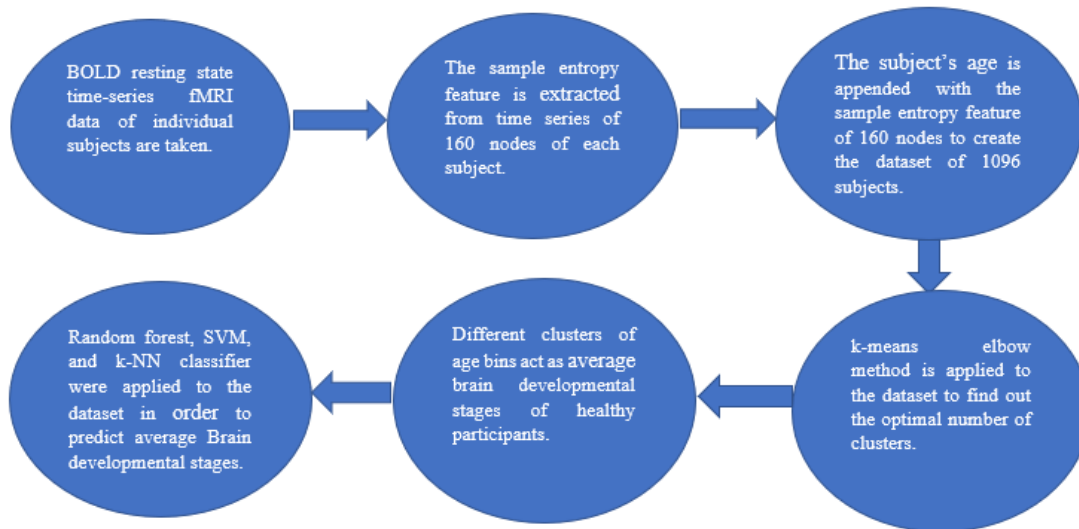 BOLD resting state
time-series fMRI
data of individual
subjects are taken.
The sample entropy
feature is extracted
from time series of
160 nodes of each
subject.
The subject's age is
appended with the
sample entropy feature
of 160 nodes to create
the dataset of 1096
subjects.
k-means elbow
method is applied to
the dataset to find out
the optimal number of
clusters.
Different clusters of
age bins act as average
brain developmental
stages of healthy
participants.
Random forest, SVM,
and k-NN classifier
were applied to the
dataset in order to
predict average Brain
developmental stages.